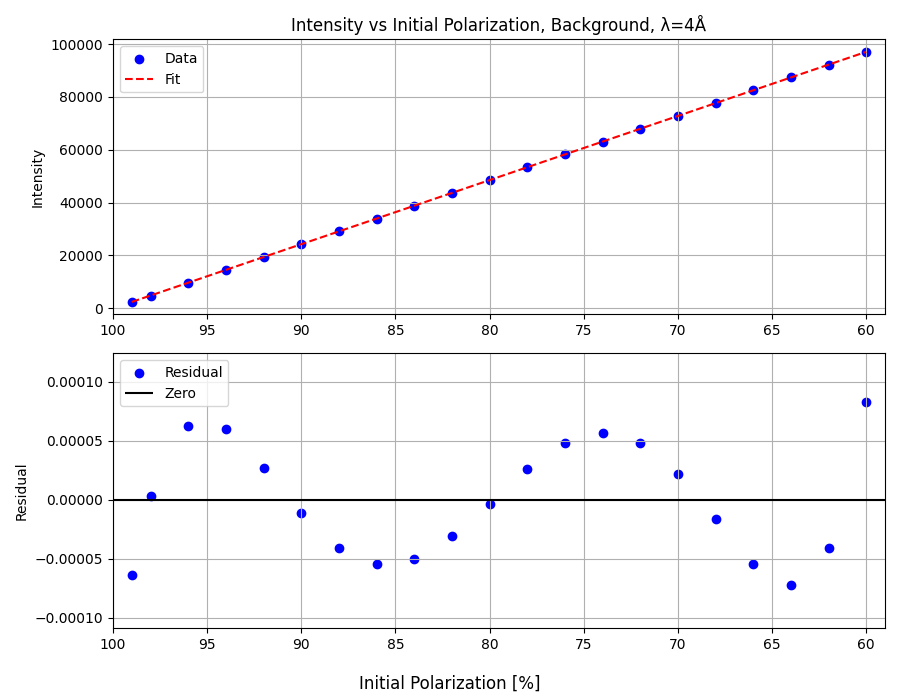 Intensity vs Initial Polarization, Background, λ=4Å
Intensity
100000
80000
60000
40000
20000
0
Data
Fit
100 95 90 85 80 75 70 65 60
Residual
0.00010
0.00005
0.00000
−0.00005
−0.00010
Residual
Zero
100 95 90 85 80 75 70 65 60
Initial Polarization [%]